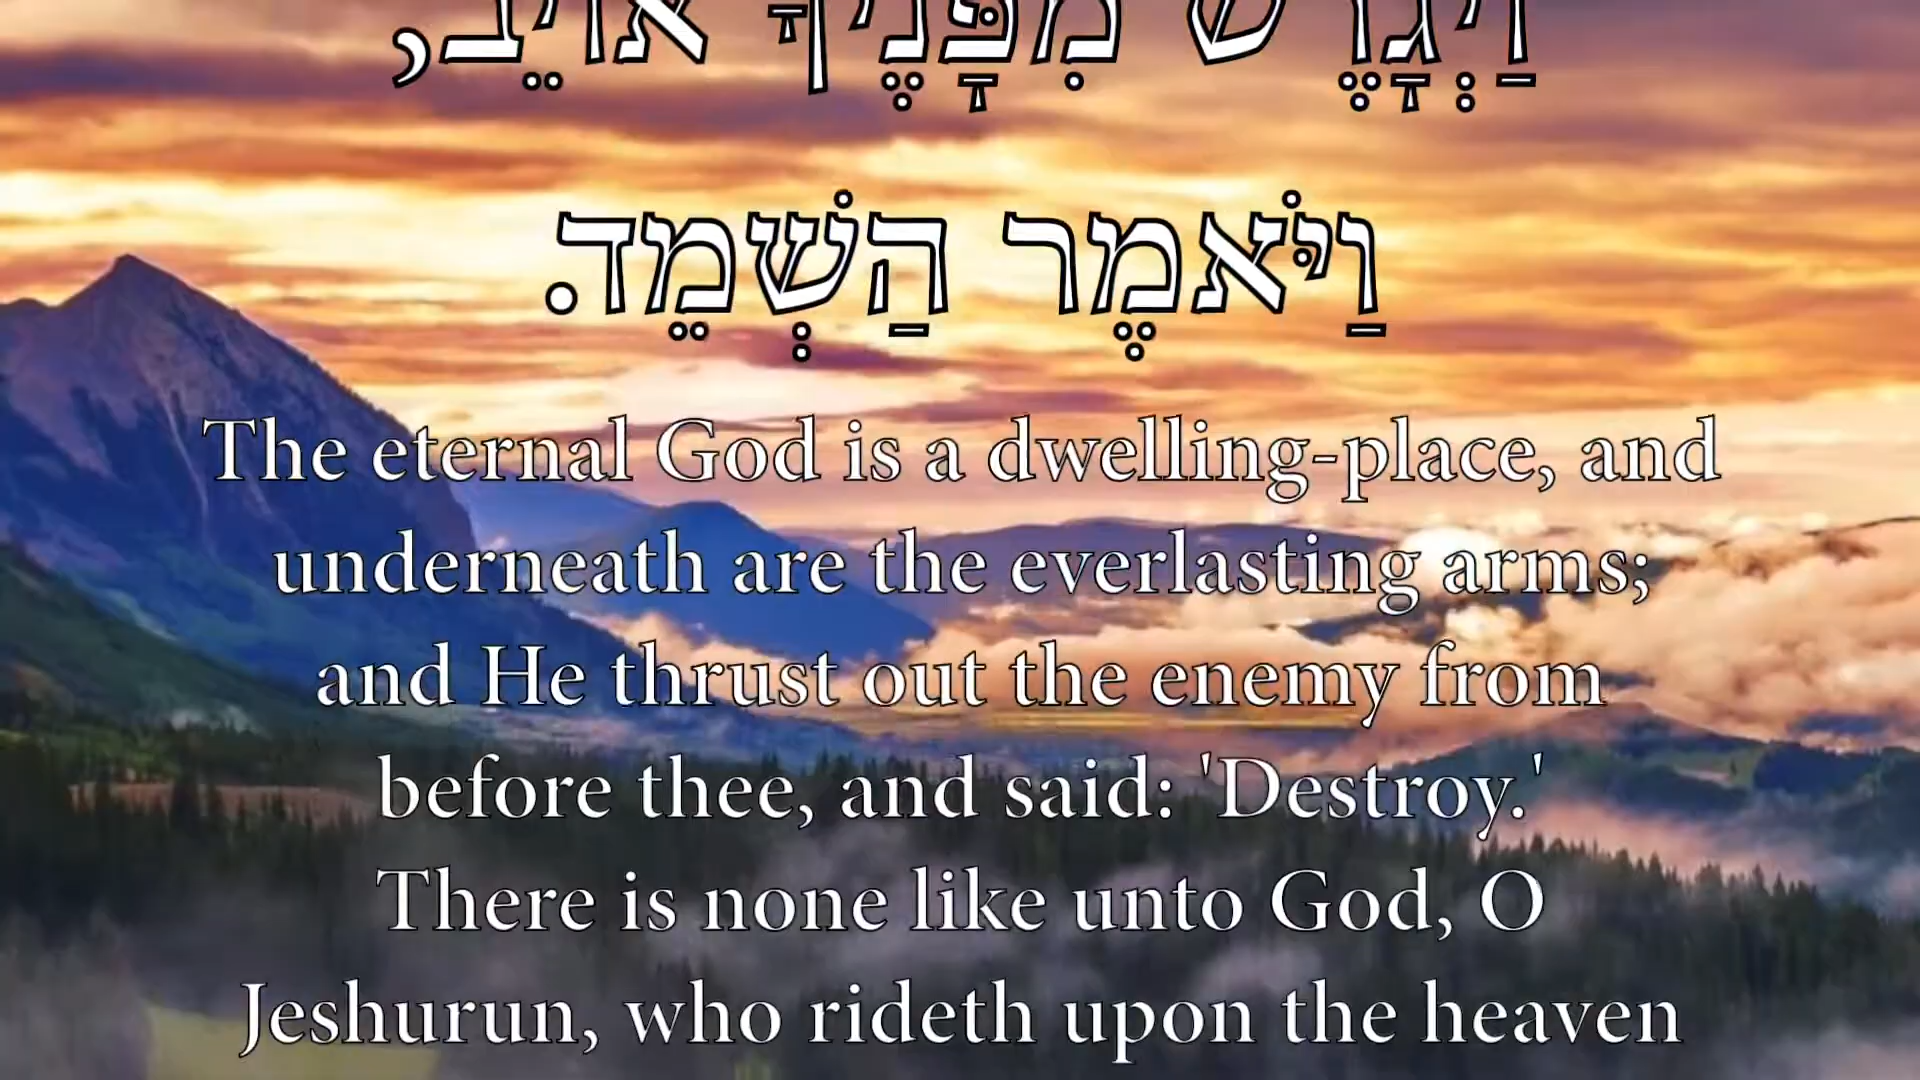 וַיְגָרֶשׁ מִפָּנֶיךָ אוֹיֵב,
וַיֹּאמֶר הַשְׁמֵד.
The eternal God is a dwelling-place, and
underneath are the everlasting arms;
and He thrust out the enemy from
before thee, and said: 'Destroy.'
There is none like unto God, O
Jeshurun, who rideth upon the heaven